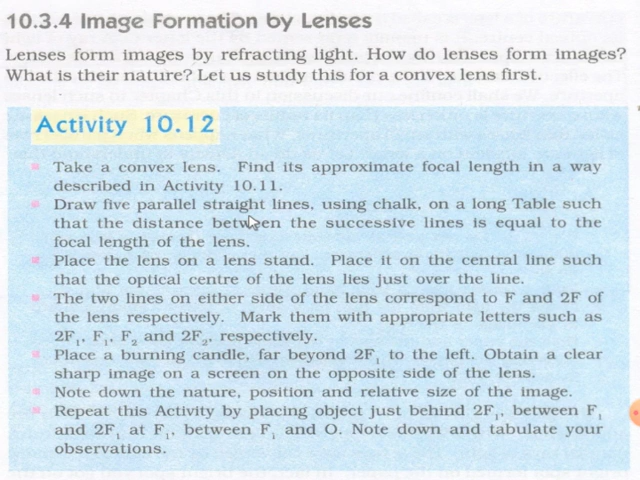 10.3.4 Image Formation by Lenses
Lenses form images by refracting light. How do lenses form images?
What is their nature? Let us study this for a convex lens first.
Activity 10.12
Take a convex lens. Find its approximate focal length in a way
described in Activity 10.11.
Draw five parallel straight lines, using chalk, on a long Table such
that the distance between the successive lines is equal to the
focal length of the lens.
Place the lens on a lens stand. Place it on the central line such
that the optical centre of the lens lies just over the line.
The two lines on either side of the lens correspond to F and 2F of
the lens respectively. Mark them with appropriate letters such as
2F₁, F₁, F₂ and 2F₂, respectively.
Place a burning candle, far beyond 2F₁ to the left. Obtain a clear
sharp image on a screen on the opposite side of the lens.
Note down the nature, position and relative size of the image.
Repeat this Activity by placing object just behind 2F₁, between F₁
and 2F₁ at F₁, between F₁ and O. Note down and tabulate your
observations.